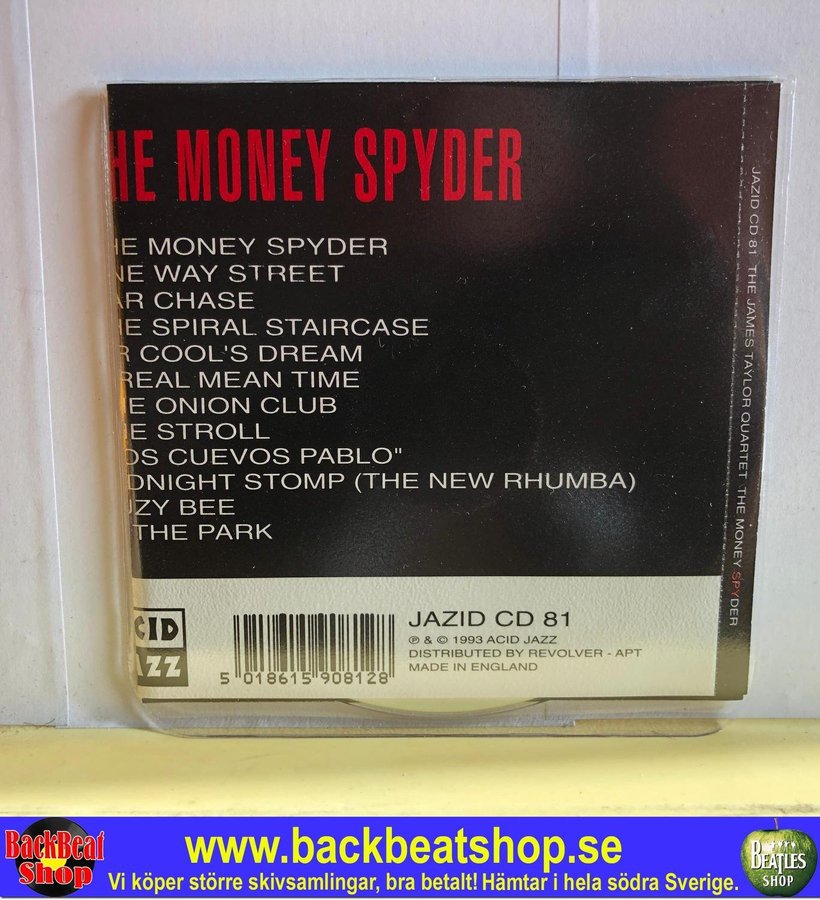 HE MONEY SPYDER
HE MONEY SPYDER
NE WAY STREET
AR CHASE
HE SPIRAL STAIRCASE
R COOL'S DREAM
REAL MEAN TIME
E ONION CLUB
HE STROLL
OS CUEVOS PABLO"
DNIGHT STOMP (THE NEW RHUMBA)
UZY BEE
THE PARK
CID
AZZ
5 018615 908128
JAZID CD 81
℗ & © 1993 ACID JAZZ
DISTRIBUTED BY REVOLVER - APT
MADE IN ENGLAND
JAZID CD 81 THE JAMES TAYLOR QUARTET THE MONEY SPYDER
BackBeat
Shop
www.backbeatshop.se
Vi köper större skivsamlingar, bra betalt! Hämtar i hela södra Sverige.
BEATLES
SHOP